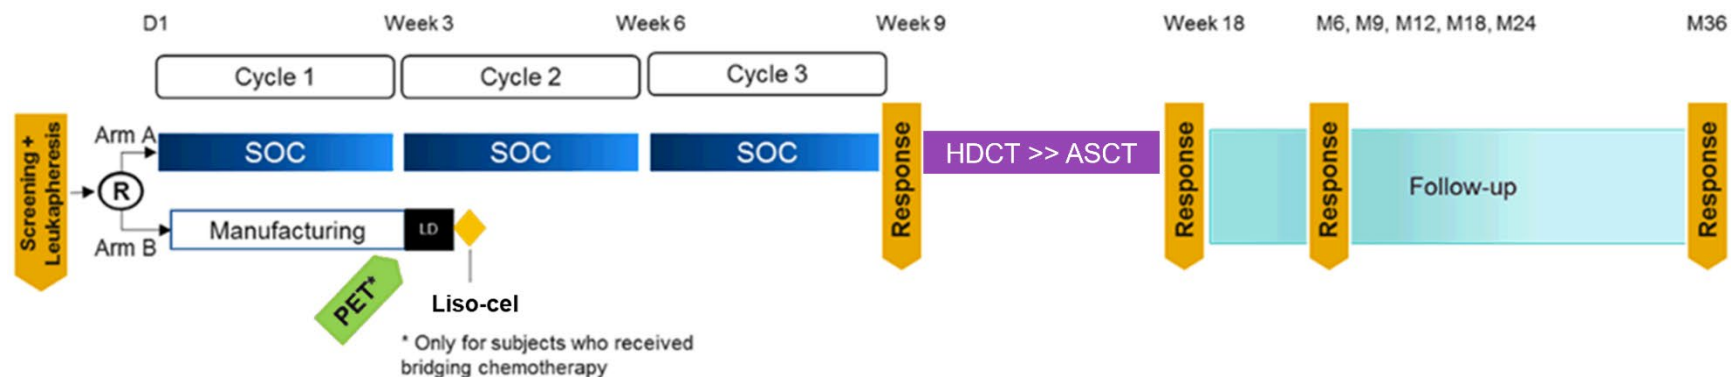 D1 Week 3 Week 6 Week 9 Week 18 M6, M9, M12, M18, M24 M36
Cycle 1 Cycle 2 Cycle 3
Screening +
Leukapheresis
R
Arm A
SOC SOC SOC
Response
HDCT >> ASCT
Response
Response
Follow-up
Response
Arm B
Manufacturing
LD
PET*
Liso-cel
* Only for subjects who received
bridging chemotherapy